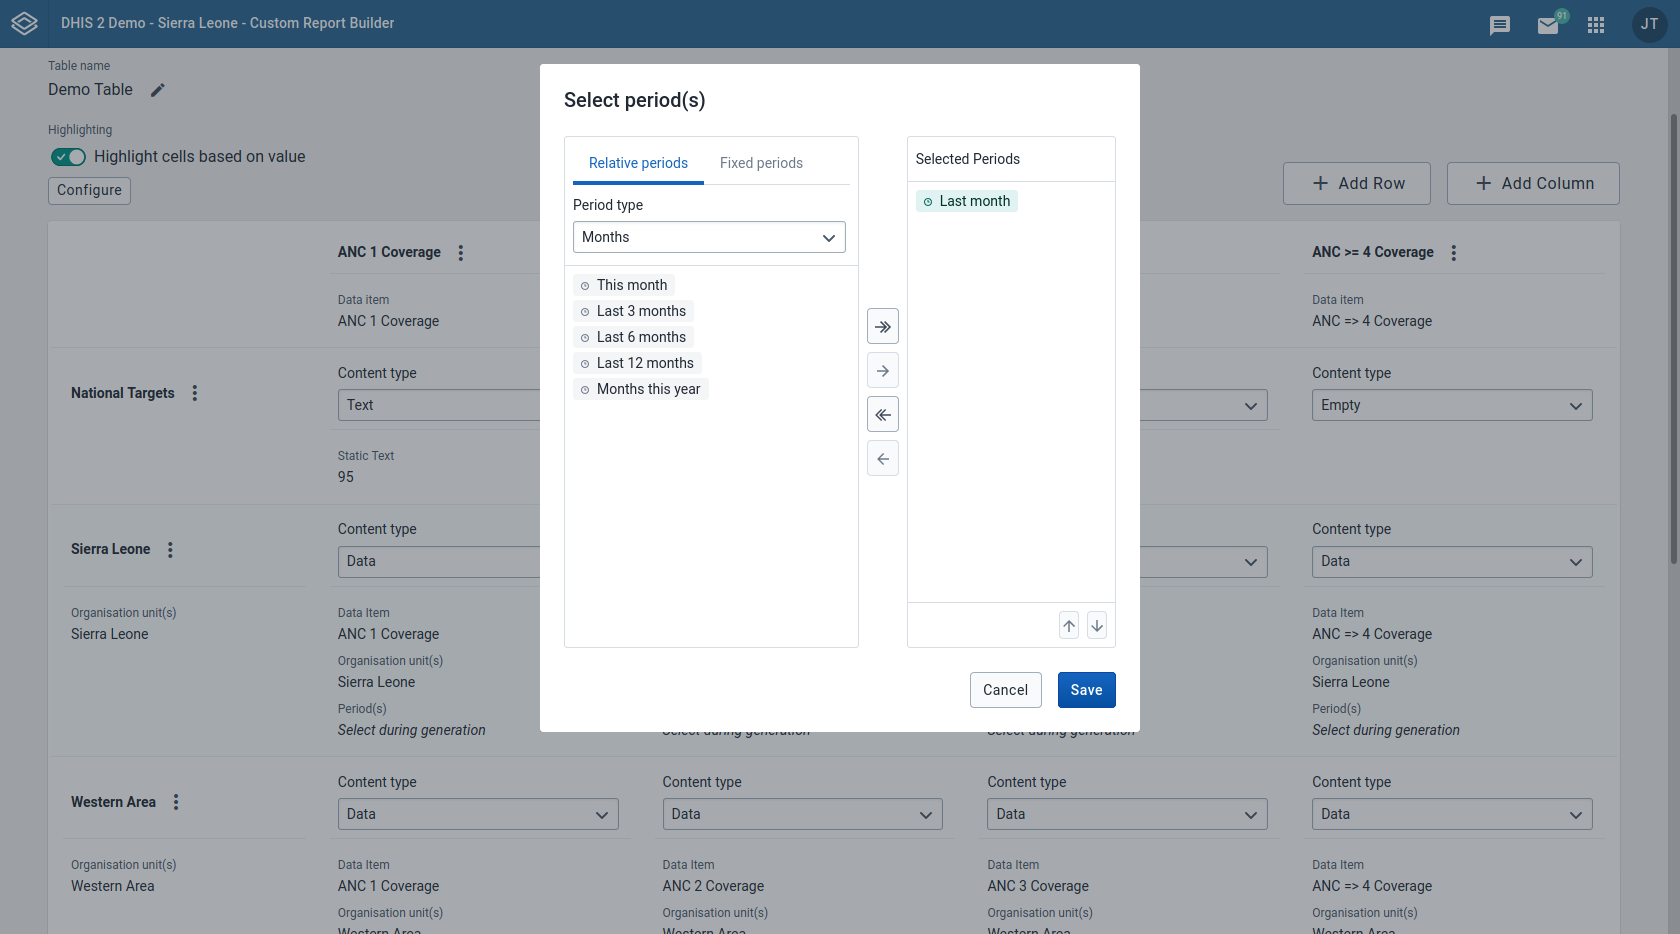 DHIS 2 Demo - Sierra Leone - Custom Report Builder
91
JT
Table name
Demo Table
Highlighting
Highlight cells based on value
Configure
Add Row
Add Column
Select period(s)
Relative periods
Fixed periods
Period type
Months
This month
Last 3 months
Last 6 months
Last 12 months
Months this year
Selected Periods
Last month
Cancel
Save
ANC 1 Coverage
ANC >= 4 Coverage
Data item
Data item
ANC 1 Coverage
ANC => 4 Coverage
National Targets
Content type
Content type
Text
Empty
Static Text
95
Sierra Leone
Content type
Content type
Data
Data
Organisation unit(s)
Sierra Leone
Data Item
Data Item
ANC 1 Coverage
ANC => 4 Coverage
Organisation unit(s)
Organisation unit(s)
Sierra Leone
Sierra Leone
Period(s)
Period(s)
Select during generation
Select during generation
Select during generation
Select during generation
Western Area
Content type
Content type
Content type
Content type
Data
Data
Data
Data
Organisation unit(s)
Western Area
Data Item
Data Item
Data Item
Data Item
ANC 1 Coverage
ANC 2 Coverage
ANC 3 Coverage
ANC => 4 Coverage
Organisation unit(s)
Organisation unit(s)
Organisation unit(s)
Organisation unit(s)
Western Area
Western Area
Western Area
Western Area